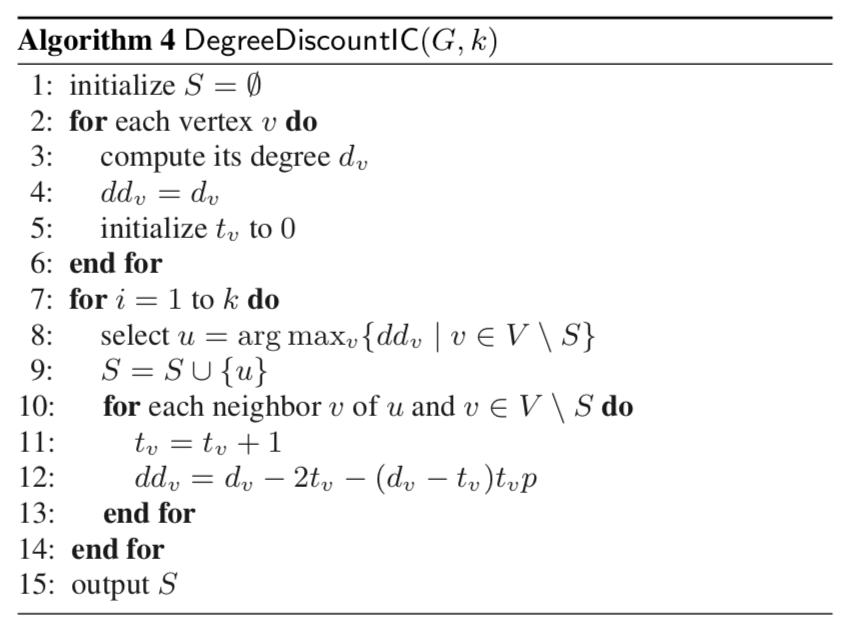 Algorithm 4 DegreeDiscountIC(G, k)
1: initialize S = ∅
2: for each vertex v do
3: compute its degree d_v
4: dd_v = d_v
5: initialize t_v to 0
6: end for
7: for i = 1 to k do
8: select u = arg max_v{dd_v | v ∈ V \ S}
9: S = S ∪ {u}
10: for each neighbor v of u and v ∈ V \ S do
11: t_v = t_v + 1
12: dd_v = d_v − 2t_v − (d_v − t_v)t_v p
13: end for
14: end for
15: output S